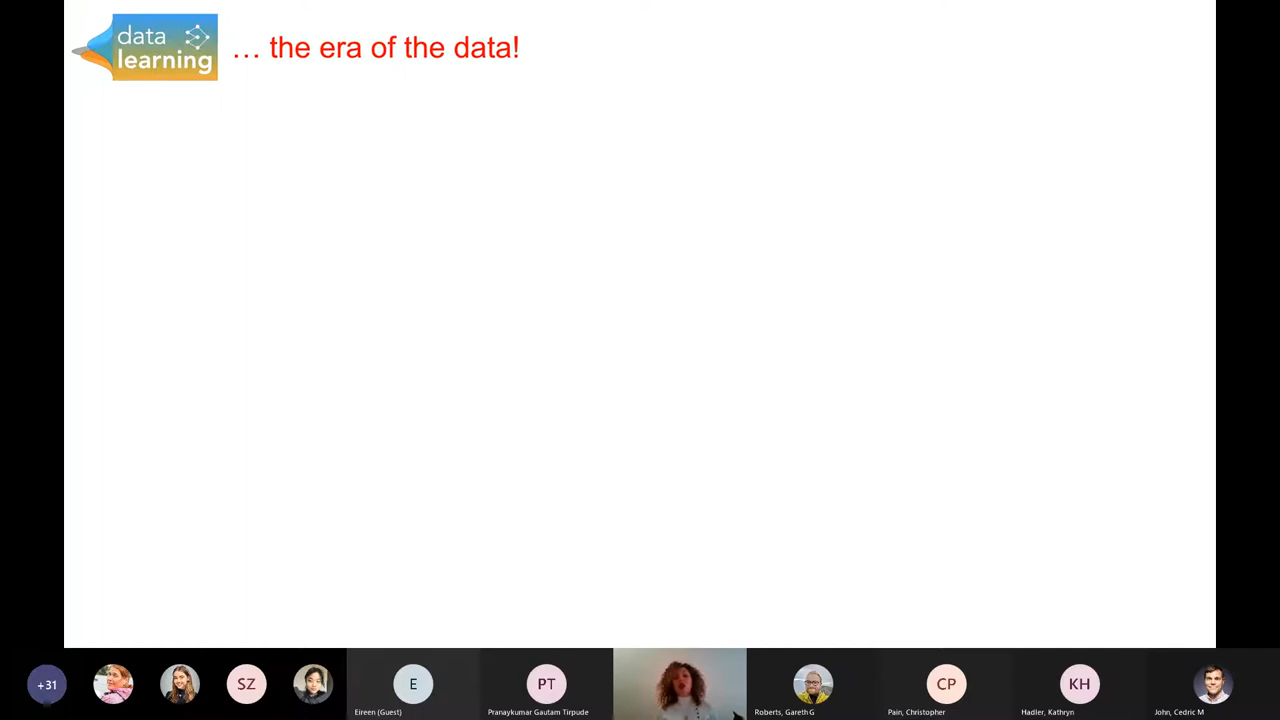 data
learning
… the era of the data!
+31
SZ
E
Eireen (Guest)
PT
Pranaykumar Gautam Tirpude
Roberts, Gareth G
CP
Pain, Christopher
KH
Hadler, Kathryn
John, Cedric M